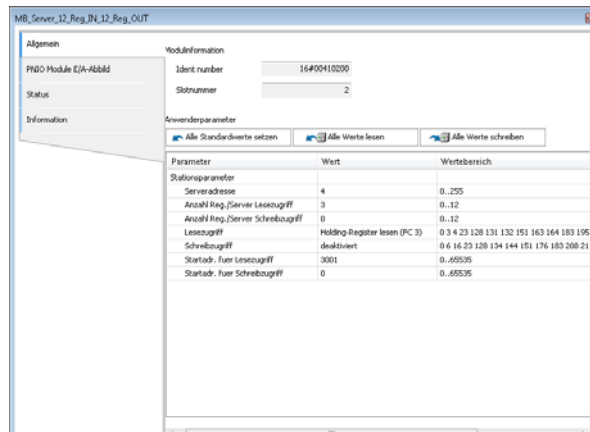 MB_Server_12_Reg_IN_12_Reg_OUT
Allgemein
PNIO Module E/A-Abbild
Status
Information
Modulinformation
Ident number 16#00410200
Slotnummer 2
Anwenderparameter
Alle Standardwerte setzen Alle Werte lesen Alle Werte schreiben
Parameter Wert Wertebereich
Stationsparameter
Serveradresse 4 0..255
Anzahl Reg./Server Lesezugriff 3 0..12
Anzahl Reg./Server Schreibzugriff 0 0..12
Lesezugriff Holding-Register lesen (FC 3) 0 3 4 23 128 131 132 151 163 164 183 195
Schreibzugriff deaktiviert 0 6 16 23 128 134 144 151 176 183 208 21
Startadr. fuer Lesezugriff 3001 0..65535
Startadr. fuer Schreibzugriff 0 0..65535